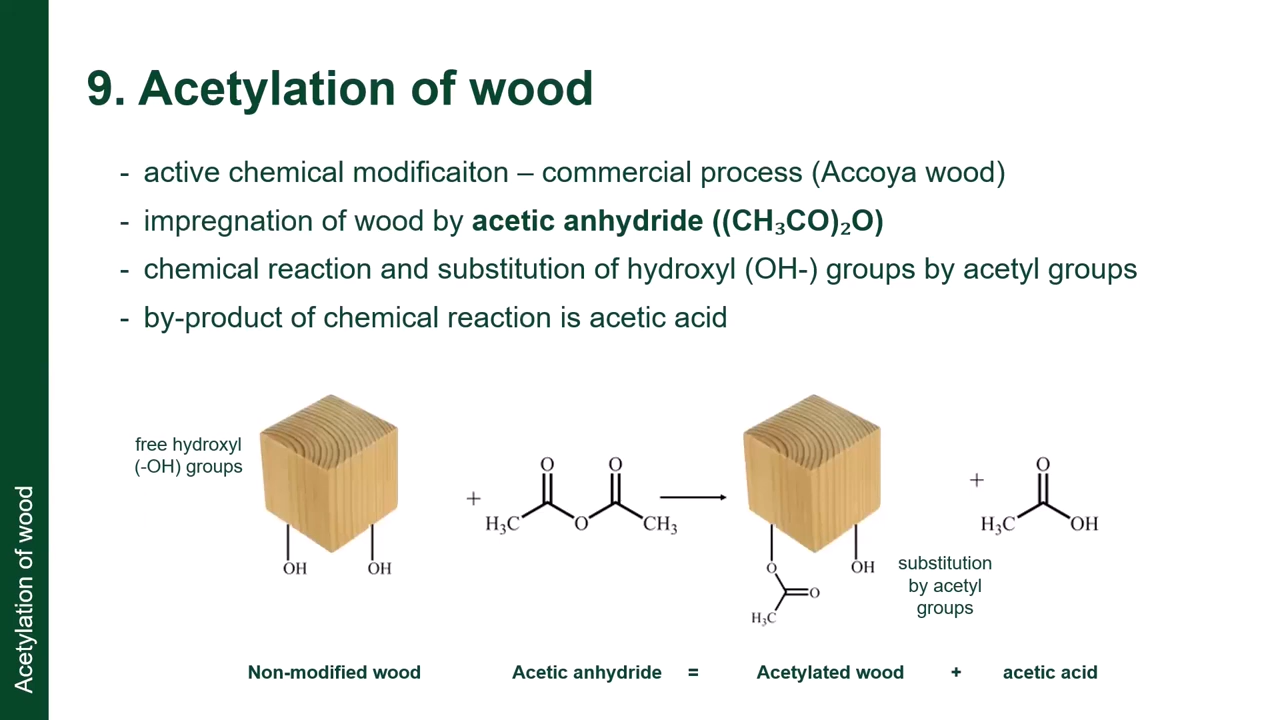 9. Acetylation of wood
- active chemical modificaiton – commercial process (Accoya wood)
- impregnation of wood by acetic anhydride ((CH₃CO)₂O)
- chemical reaction and substitution of hydroxyl (OH-) groups by acetyl groups
- by-product of chemical reaction is acetic acid
free hydroxyl
(-OH) groups
OH OH
+
O O
H₃C O CH₃
O OH
O
H₃C
substitution
by acetyl
groups
+
O
H₃C OH
Non-modified wood Acetic anhydride = Acetylated wood + acetic acid
Acetylation of wood